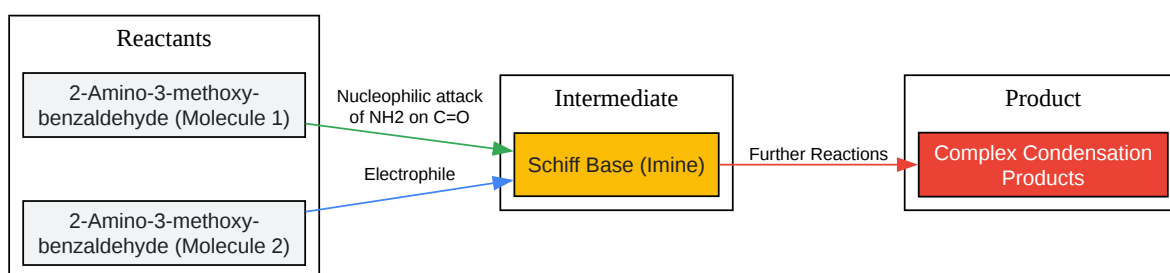 Reactants
2-Amino-3-methoxy-
benzaldehyde (Molecule 1)
2-Amino-3-methoxy-
benzaldehyde (Molecule 2)
Nucleophilic attack
of NH2 on C=O
Electrophile
Intermediate
Schiff Base (Imine)
Further Reactions
Product
Complex Condensation
Products